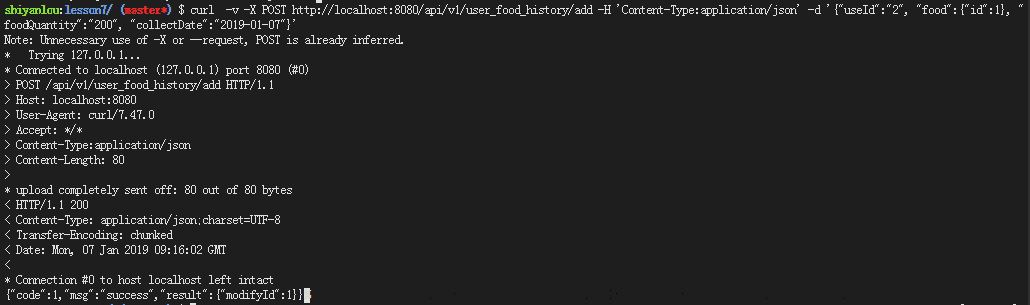 shiyanlou:lesson7/ (master*) $ curl  -v -X POST http://localhost:8080/api/v1/user_food_history/add -H 'Content-Type:application/json' -d '{"useId":"2", "food":{"id":1}, "
foodQuantity":"200", "collectDate":"2019-01-07"}'
Note: Unnecessary use of -X or --request, POST is already inferred.
*   Trying 127.0.0.1...
* Connected to localhost (127.0.0.1) port 8080 (#0)
> POST /api/v1/user_food_history/add HTTP/1.1
> Host: localhost:8080
> User-Agent: curl/7.47.0
> Accept: */*
> Content-Type:application/json
> Content-Length: 80
>
* upload completely sent off: 80 out of 80 bytes
< HTTP/1.1 200
< Content-Type: application/json;charset=UTF-8
< Transfer-Encoding: chunked
< Date: Mon, 07 Jan 2019 09:16:02 GMT
<
* Connection #0 to host localhost left intact
{"code":1,"msg":"success","result":{"modifyId":1}}